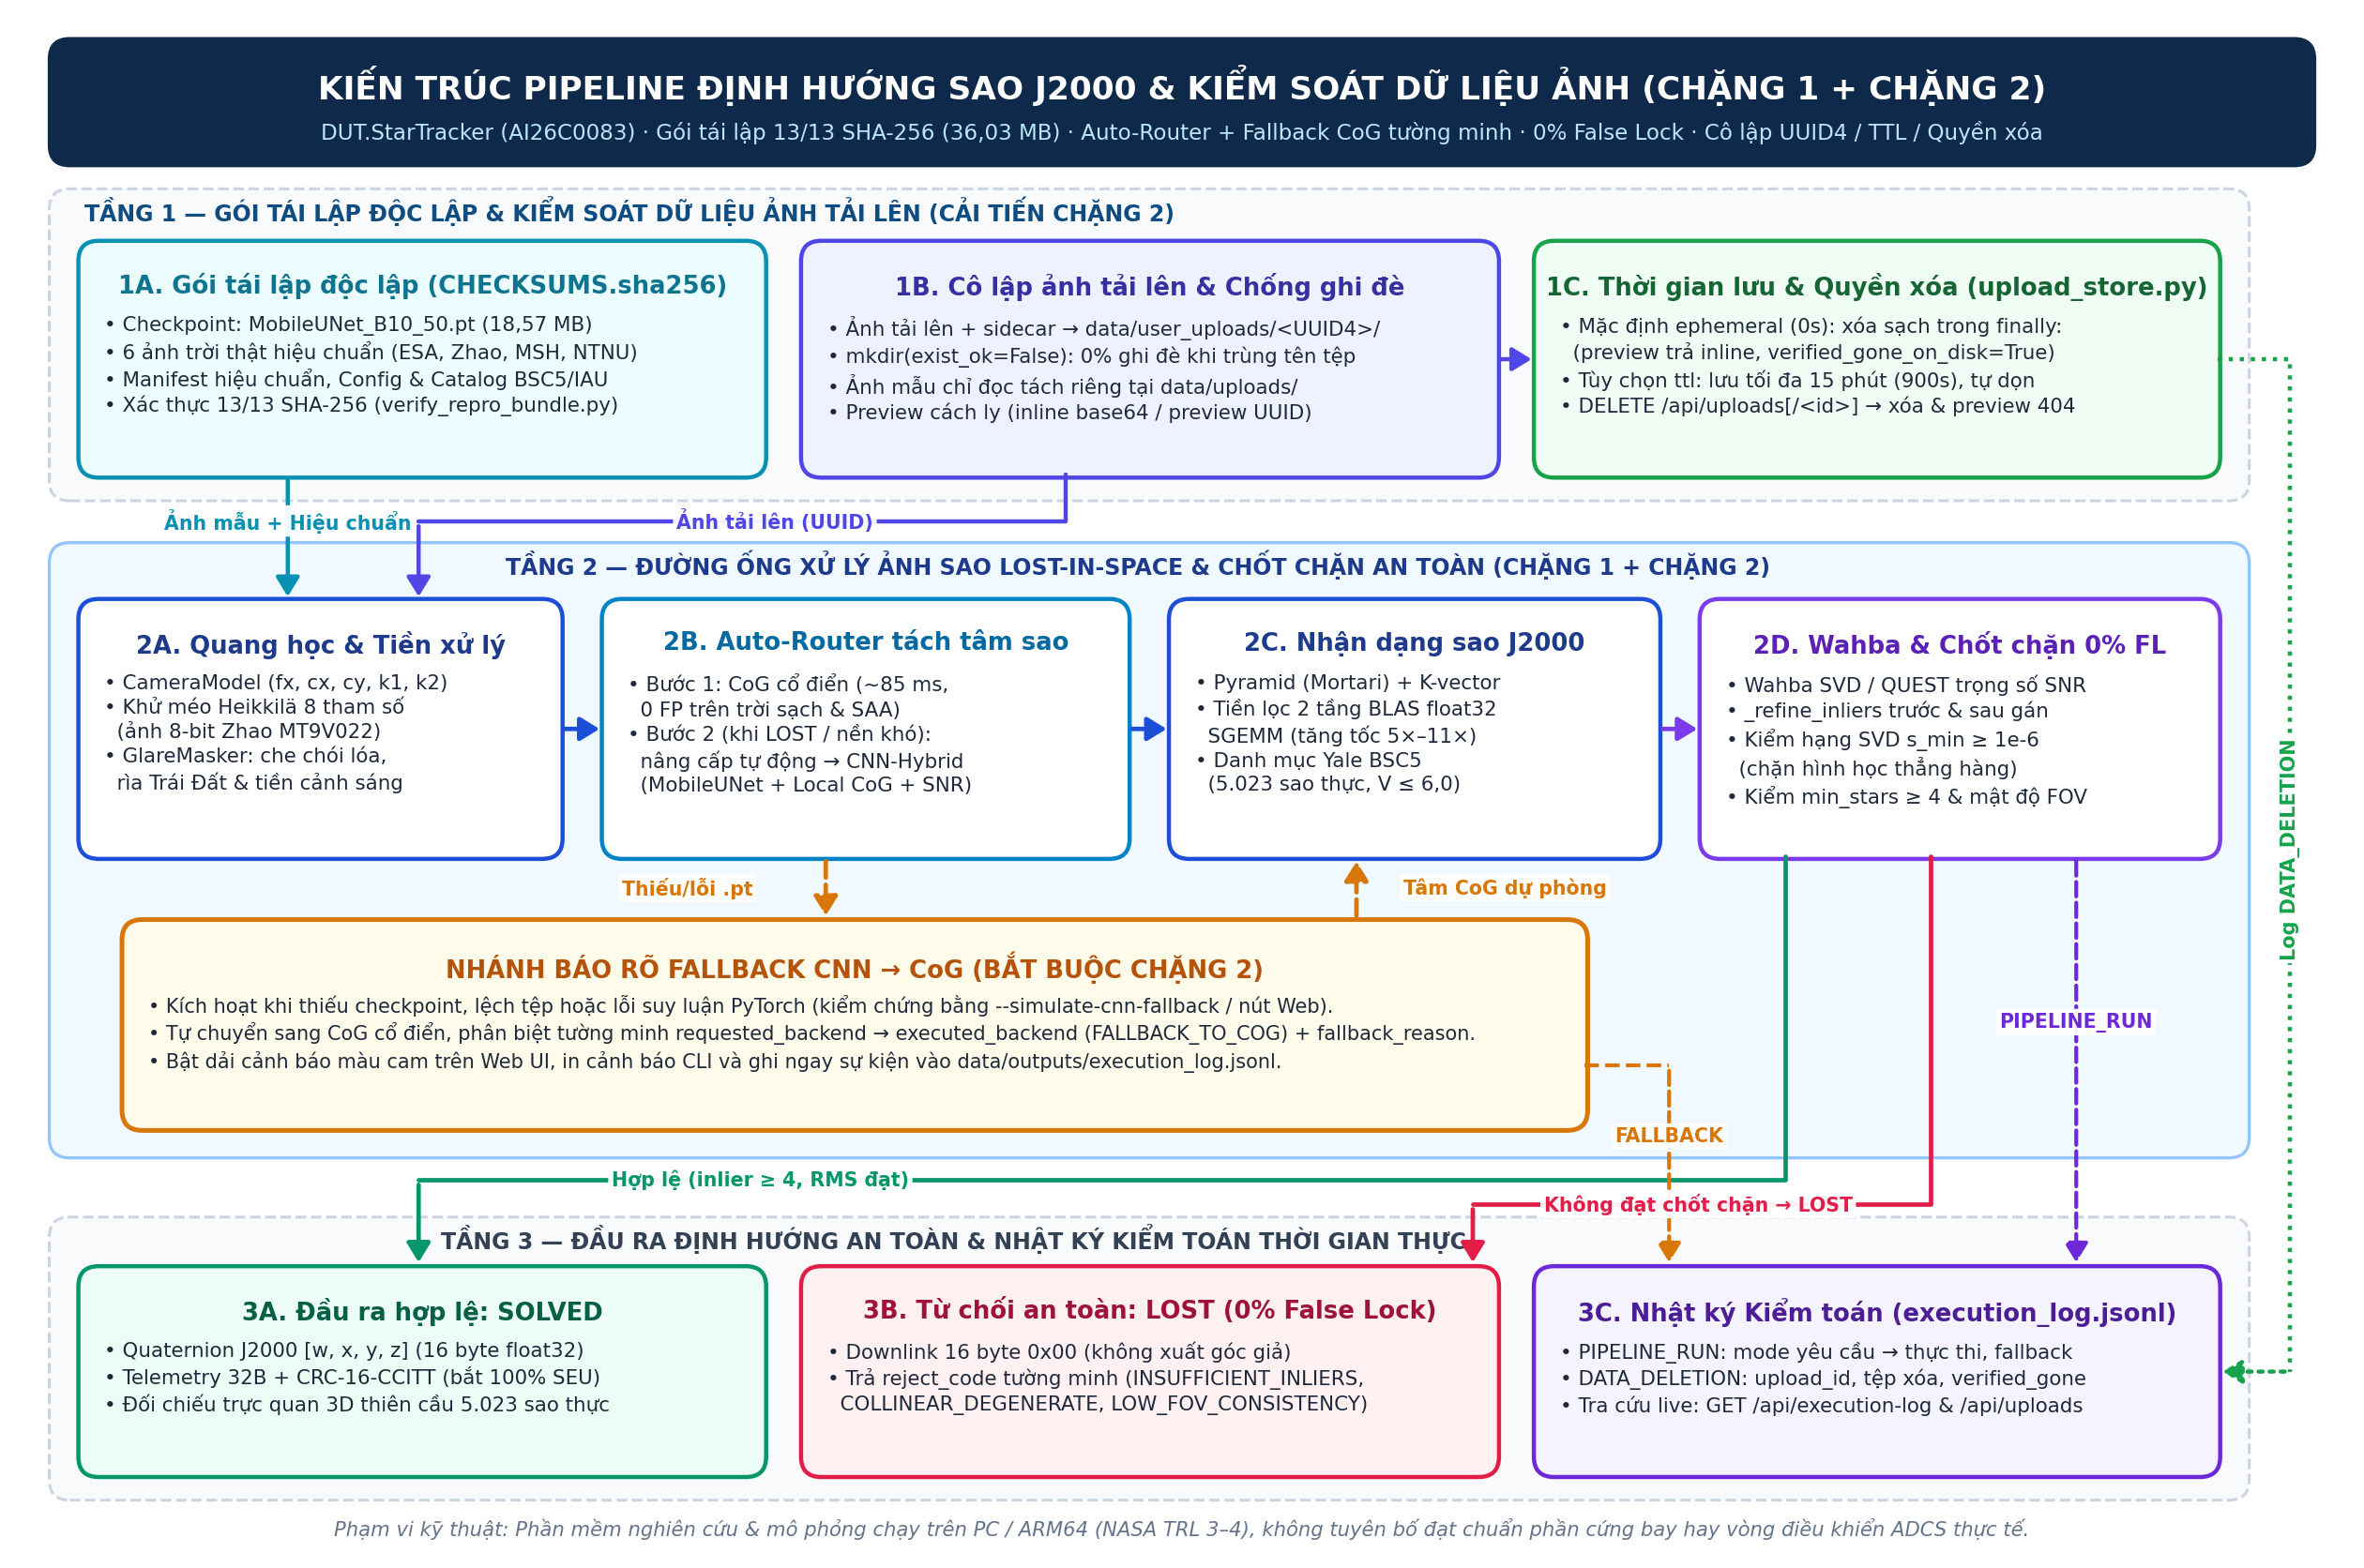 KIẾN TRÚC PIPELINE ĐỊNH HƯỚNG SAO J2000 & KIỂM SOÁT DỮ LIỆU ẢNH (CHẶNG 1 + CHẶNG 2)
DUT.StarTracker (AI26C0083) · Gói tái lập 13/13 SHA-256 (36,03 MB) · Auto-Router + Fallback CoG tường minh · 0% False Lock · Cô lập UUID4 / TTL / Quyền xóa
TẦNG 1 — GÓI TÁI LẬP ĐỘC LẬP & KIỂM SOÁT DỮ LIỆU ẢNH TẢI LÊN (CẢI TIẾN CHẶNG 2)
1A. Gói tái lập độc lập (CHECKSUMS.sha256)
• Checkpoint: MobileUNet_B10_50.pt (18,57 MB)
• 6 ảnh trời thật hiệu chuẩn (ESA, Zhao, MSH, NTNU)
• Manifest hiệu chuẩn, Config & Catalog BSC5/IAU
• Xác thực 13/13 SHA-256 (verify_repro_bundle.py)
1B. Cô lập ảnh tải lên & Chống ghi đè
• Ảnh tải lên + sidecar → data/user_uploads/<UUID4>/
• mkdir(exist_ok=False): 0% ghi đè khi trùng tên tệp
• Ảnh mẫu chỉ đọc tách riêng tại data/uploads/
• Preview cách ly (inline base64 / preview UUID)
1C. Thời gian lưu & Quyền xóa (upload_store.py)
• Mặc định ephemeral (0s): xóa sạch trong finally:
(preview trả inline, verified_gone_on_disk=True)
• Tùy chọn ttl: lưu tối đa 15 phút (900s), tự dọn
• DELETE /api/uploads[/<id>] → xóa & preview 404
Ảnh mẫu + Hiệu chuẩn
Ảnh tải lên (UUID)
TẦNG 2 — ĐƯỜNG ỐNG XỬ LÝ ẢNH SAO LOST-IN-SPACE & CHỐT CHẶN AN TOÀN (CHẶNG 1 + CHẶNG 2)
2A. Quang học & Tiền xử lý
• CameraModel (fx, cx, cy, k1, k2)
• Khử méo Heikkilä 8 tham số
(ảnh 8-bit Zhao MT9V022)
• GlareMasker: che chói lóa,
rìa Trái Đất & tiền cảnh sáng
2B. Auto-Router tách tâm sao
• Bước 1: CoG cổ điển (~85 ms,
0 FP trên trời sạch & SAA)
• Bước 2 (khi LOST / nền khó):
nâng cấp tự động → CNN-Hybrid
(MobileUNet + Local CoG + SNR)
2C. Nhận dạng sao J2000
• Pyramid (Mortari) + K-vector
• Tiền lọc 2 tầng BLAS float32
SGEMM (tăng tốc 5×–11×)
• Danh mục Yale BSC5
(5.023 sao thực, V ≤ 6,0)
2D. Wahba & Chốt chặn 0% FL
• Wahba SVD / QUEST trọng số SNR
• _refine_inliers trước & sau gán
• Kiểm hạng SVD s_min ≥ 1e-6
(chặn hình học thẳng hàng)
• Kiểm min_stars ≥ 4 & mật độ FOV
Thiếu/lỗi .pt
Tâm CoG dự phòng
NHÁNH BÁO RÕ FALLBACK CNN → CoG (BẮT BUỘC CHẶNG 2)
• Kích hoạt khi thiếu checkpoint, lệch tệp hoặc lỗi suy luận PyTorch (kiểm chứng bằng --simulate-cnn-fallback / nút Web).
• Tự chuyển sang CoG cổ điển, phân biệt tường minh requested_backend → executed_backend (FALLBACK_TO_COG) + fallback_reason.
• Bật dải cảnh báo màu cam trên Web UI, in cảnh báo CLI và ghi ngay sự kiện vào data/outputs/execution_log.jsonl.
Log DATA_DELETION
PIPELINE_RUN
FALLBACK
Hợp lệ (inlier ≥ 4, RMS đạt)
Không đạt chốt chặn → LOST
TẦNG 3 — ĐẦU RA ĐỊNH HƯỚNG AN TOÀN & NHẬT KÝ KIỂM TOÁN THỜI GIAN THỰC
3A. Đầu ra hợp lệ: SOLVED
• Quaternion J2000 [w, x, y, z] (16 byte float32)
• Telemetry 32B + CRC-16-CCITT (bắt 100% SEU)
• Đối chiếu trực quan 3D thiên cầu 5.023 sao thực
3B. Từ chối an toàn: LOST (0% False Lock)
• Downlink 16 byte 0x00 (không xuất góc giả)
• Trả reject_code tường minh (INSUFFICIENT_INLIERS,
COLLINEAR_DEGENERATE, LOW_FOV_CONSISTENCY)
3C. Nhật ký Kiểm toán (execution_log.jsonl)
• PIPELINE_RUN: mode yêu cầu → thực thi, fallback
• DATA_DELETION: upload_id, tệp xóa, verified_gone
• Tra cứu live: GET /api/execution-log & /api/uploads
Phạm vi kỹ thuật: Phần mềm nghiên cứu & mô phỏng chạy trên PC / ARM64 (NASA TRL 3–4), không tuyên bố đạt chuẩn phần cứng bay hay vòng điều khiển ADCS thực tế.